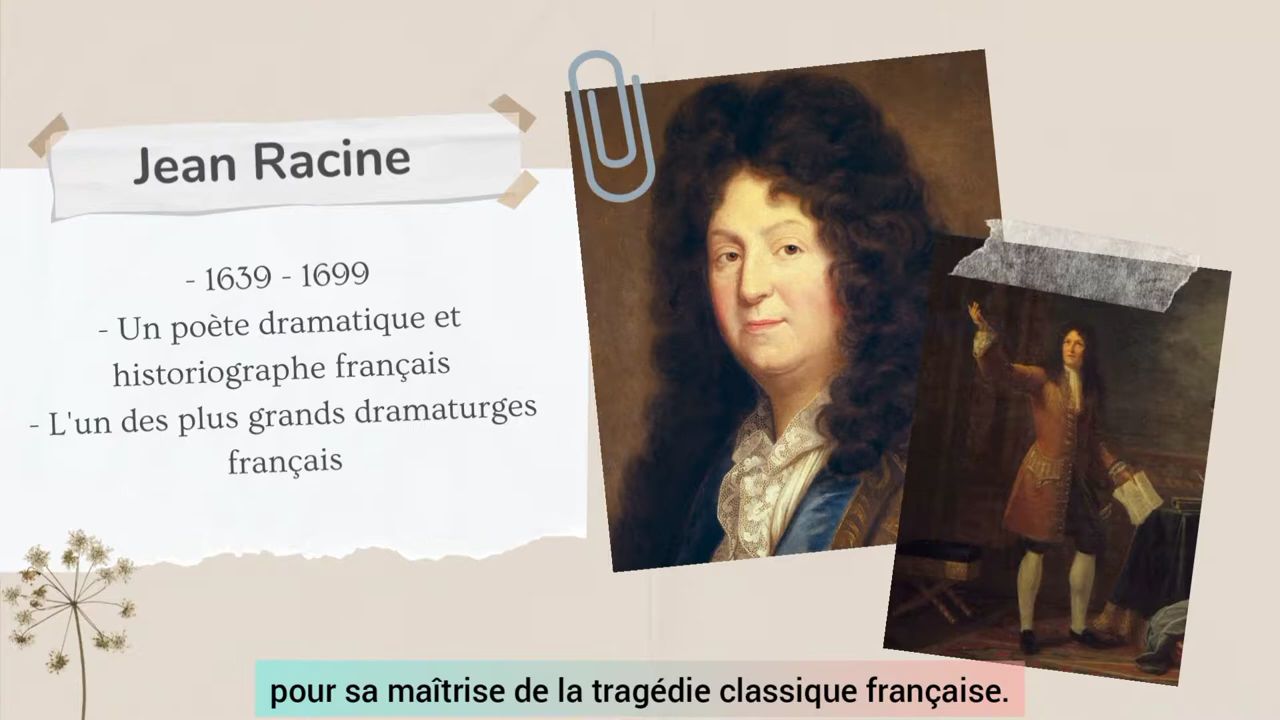 Jean Racine
- 1639 - 1699
- Un poète dramatique et
historiographe français
- L'un des plus grands dramaturges
français
pour sa maîtrise de la tragédie classique française.